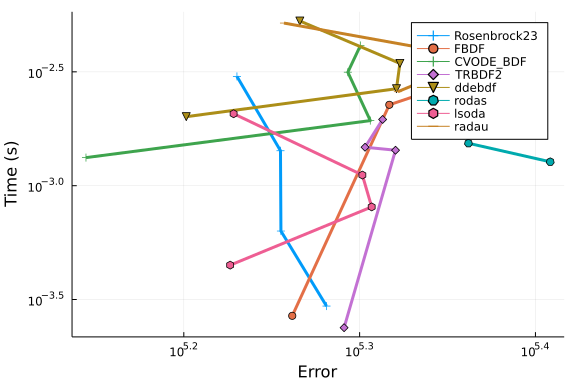 Rosenbrock23
FBDF
CVODE_BDF
TRBDF2
ddebdf
rodas
lsoda
radau
Time (s)
10^-2.5
10^-3.0
10^-3.5
10^5.2
10^5.3
10^5.4
Error